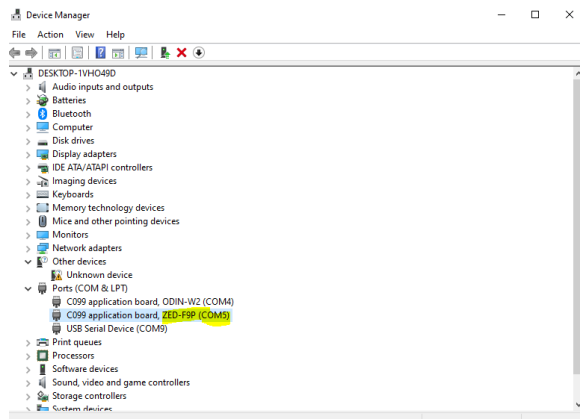 Device Manager
File Action View Help
DESKTOP-1VHO49D
Audio inputs and outputs
Batteries
Bluetooth
Computer
Disk drives
Display adapters
IDE ATA/ATAPI controllers
Imaging devices
Keyboards
Memory technology devices
Mice and other pointing devices
Monitors
Network adapters
Other devices
Unknown device
Ports (COM & LPT)
C099 application board, ODIN-W2 (COM4)
C099 application board, ZED-F9P (COM5)
USB Serial Device (COM9)
Print queues
Processors
Software devices
Sound, video and game controllers
Storage controllers
System devices